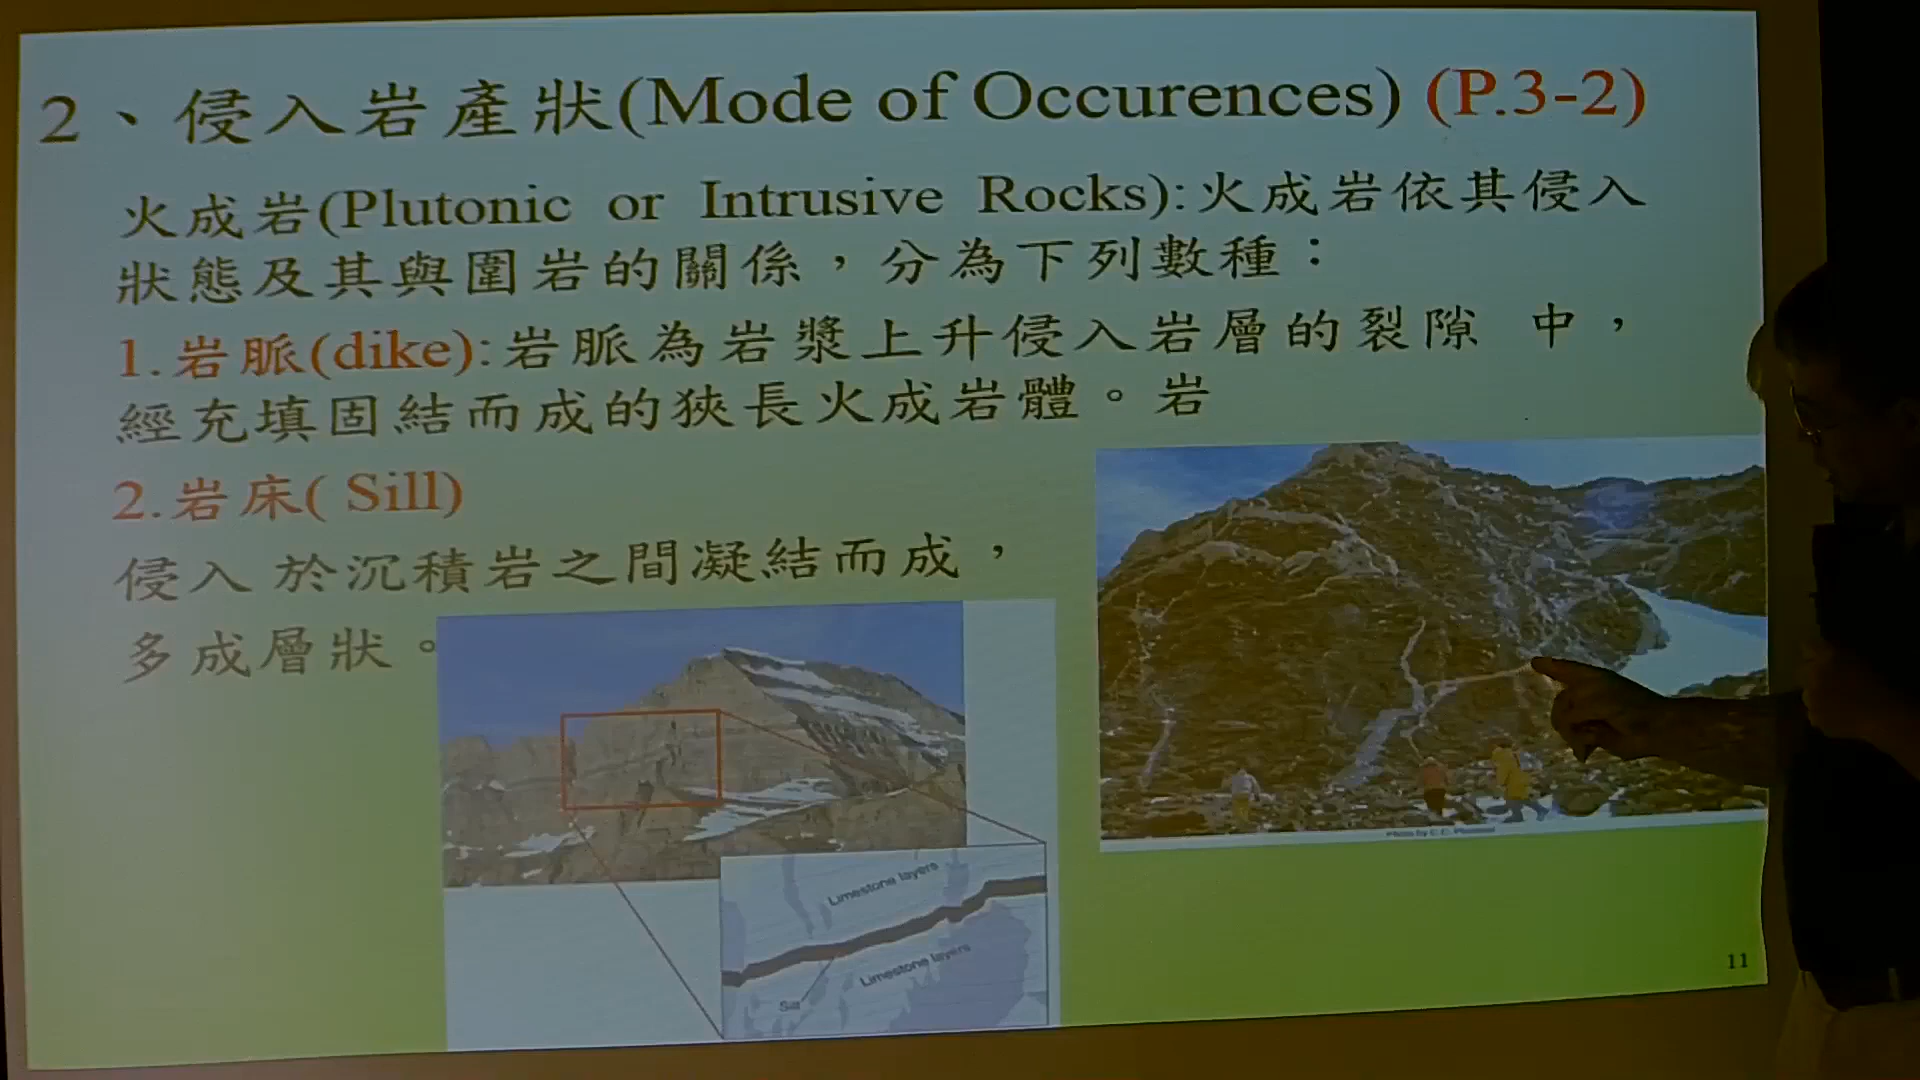 2、侵入岩產狀(Mode of Occurences) (P.3-2)
火成岩(Plutonic or Intrusive Rocks):火成岩依其侵入
狀態及其與圍岩的關係，分為下列數種：
1.岩脈(dike):岩脈為岩漿上升侵入岩層的裂隙 中，
經充填固結而成的狹長火成岩體。岩
2.岩床( Sill)
侵入 於沉積岩之間凝結而成，
多成層狀。
Limestone layers
Limestone layers
Sill
Photo by C.C.
11